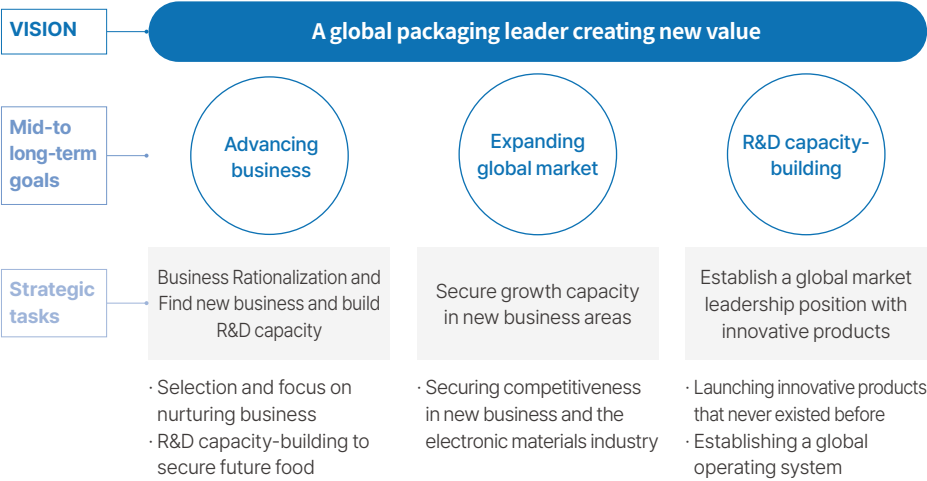 VISION
A global packaging leader creating new value
Mid-to
long-term
goals
Advancing
business
Expanding
global market
R&D capacity-
building
Strategic
tasks
Business Rationalization and
Find new business and build
R&D capacity
Secure growth capacity
in new business areas
Establish a global market
leadership position with
innovative products
· Selection and focus on
nurturing business
· R&D capacity-building to
secure future food
· Securing competitiveness
in new business and the
electronic materials industry
· Launching innovative products
that never existed before
· Establishing a global
operating system